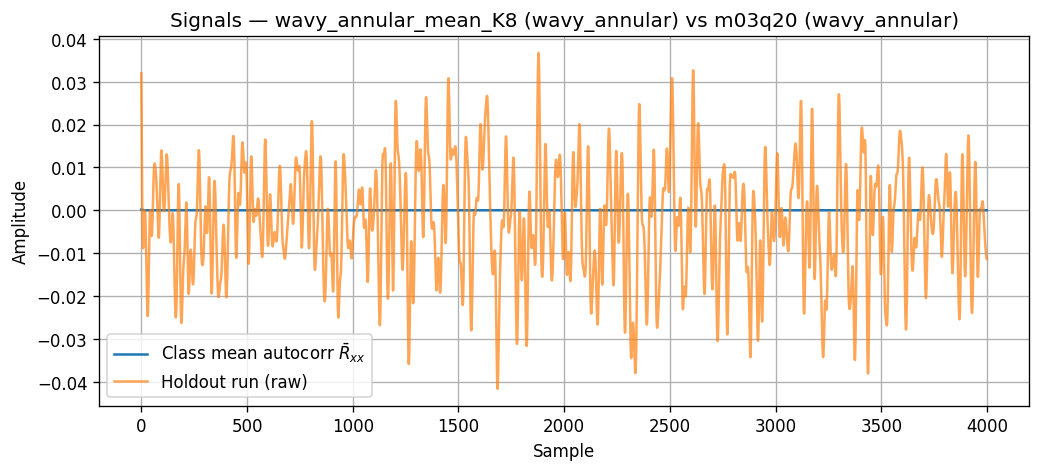 Signals — wavy_annular_mean_K8 (wavy_annular) vs m03q20 (wavy_annular)
0.04
0.03
0.02
0.01
0.00
−0.01
−0.02
−0.03
−0.04
Amplitude
Class mean autocorr R̄xx
Holdout run (raw)
0 500 1000 1500 2000 2500 3000 3500 4000
Sample